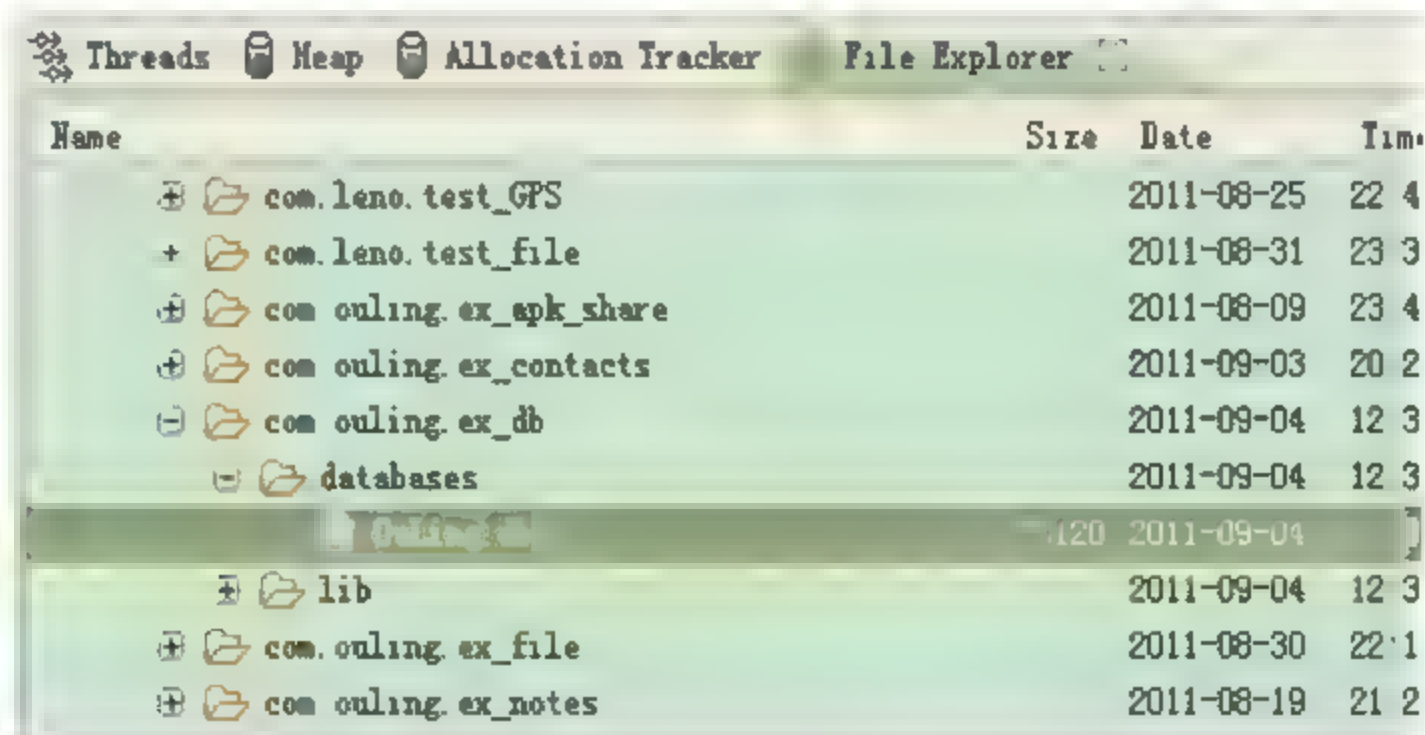 Threads Heap Allocation Tracker File Explorer
Name Size Date
com.leno.test_GPS 2011-08-25 22 4
com.leno.test_file 2011-08-31 23 3
com ouling.ex_apk_share 2011-08-09 23 4
com ouling.ex_contacts 2011-09-03 20 2
com ouling.ex_db 2011-09-04 12 3
databases 2011-09-04 12 3
2011-09-04
lib 2011-09-04 12 3
com.ouling.ex_file 2011-08-30 22:1
com ouling.ex_notes 2011-08-19 21 2